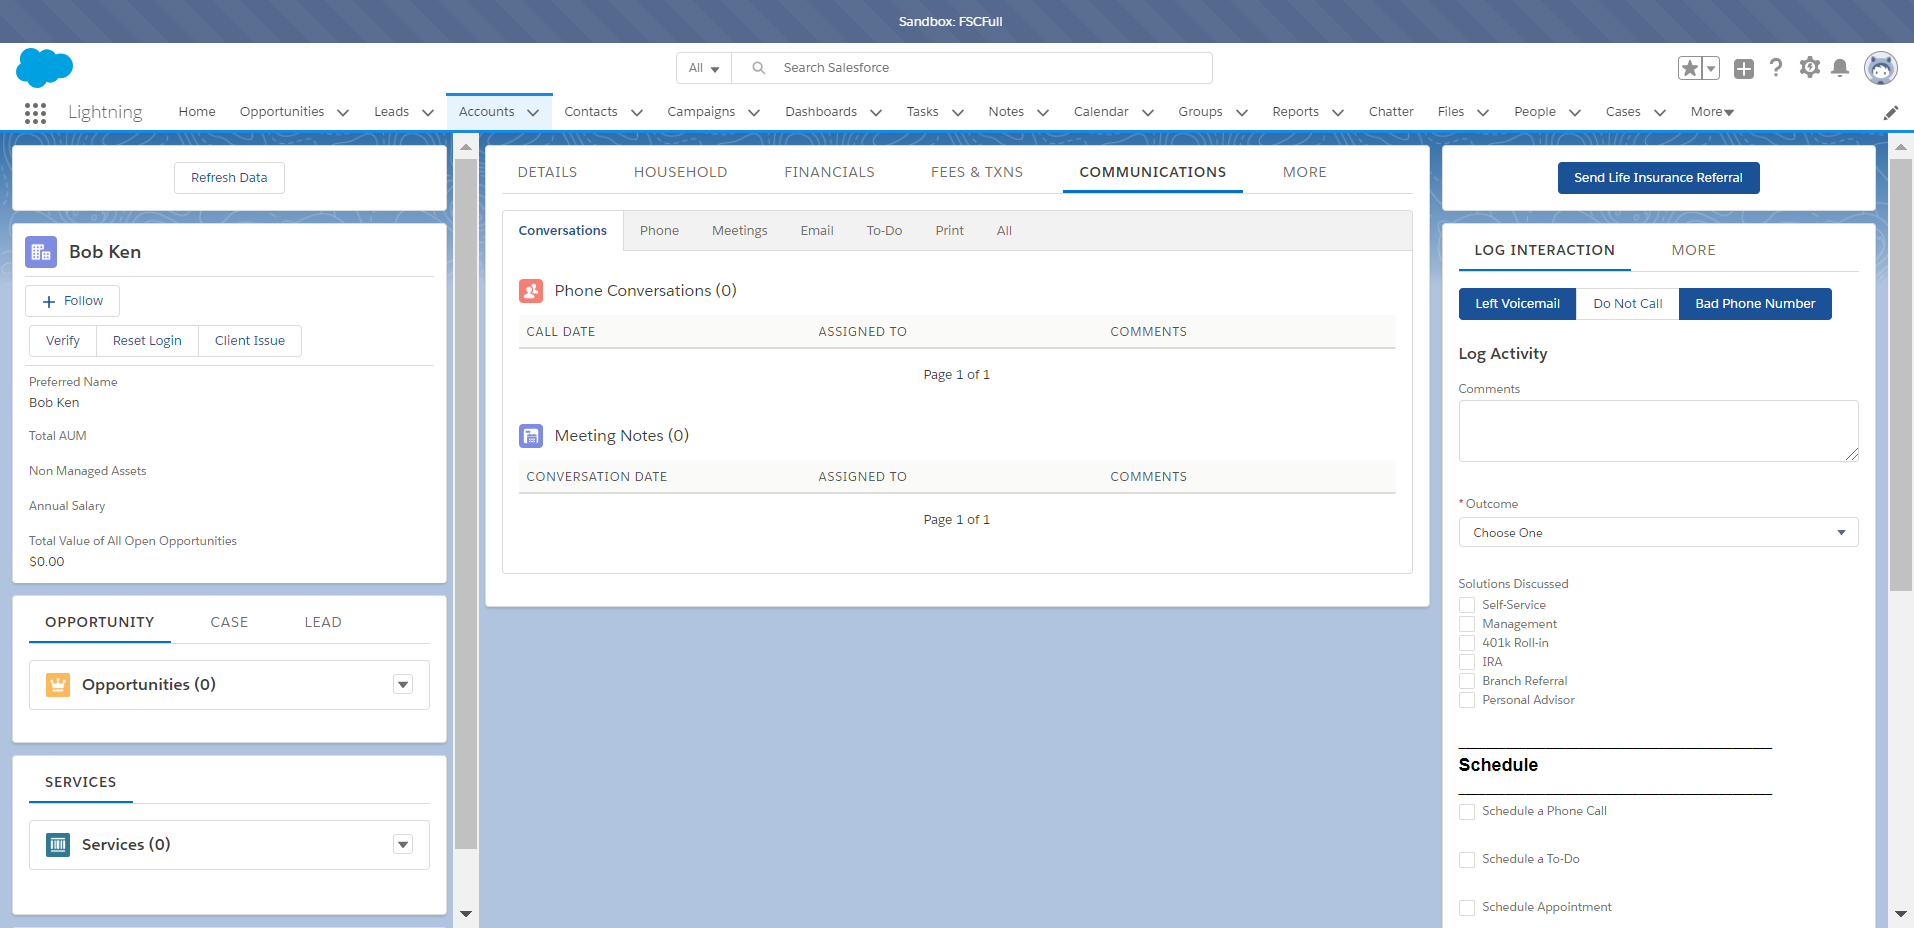 Sandbox: FSCFull
All
Search Salesforce
Lightning
Home
Opportunities
Leads
Accounts
Contacts
Campaigns
Dashboards
Tasks
Notes
Calendar
Groups
Reports
Chatter
Files
People
Cases
More
Refresh Data
Bob Ken
Follow
Verify
Reset Login
Client Issue
Preferred Name
Bob Ken
Total AUM
Non Managed Assets
Annual Salary
Total Value of All Open Opportunities
$0.00
OPPORTUNITY
CASE
LEAD
Opportunities (0)
SERVICES
Services (0)
DETAILS
HOUSEHOLD
FINANCIALS
FEES & TXNS
COMMUNICATIONS
MORE
Conversations
Phone
Meetings
Email
To-Do
Print
All
Phone Conversations (0)
CALL DATE
ASSIGNED TO
COMMENTS
Page 1 of 1
Meeting Notes (0)
CONVERSATION DATE
ASSIGNED TO
COMMENTS
Page 1 of 1
Send Life Insurance Referral
LOG INTERACTION
MORE
Left Voicemail
Do Not Call
Bad Phone Number
Log Activity
Comments
*Outcome
Choose One
Solutions Discussed
Self-Service
Management
401k Roll-in
IRA
Branch Referral
Personal Advisor
Schedule
Schedule a Phone Call
Schedule a To-Do
Schedule Appointment